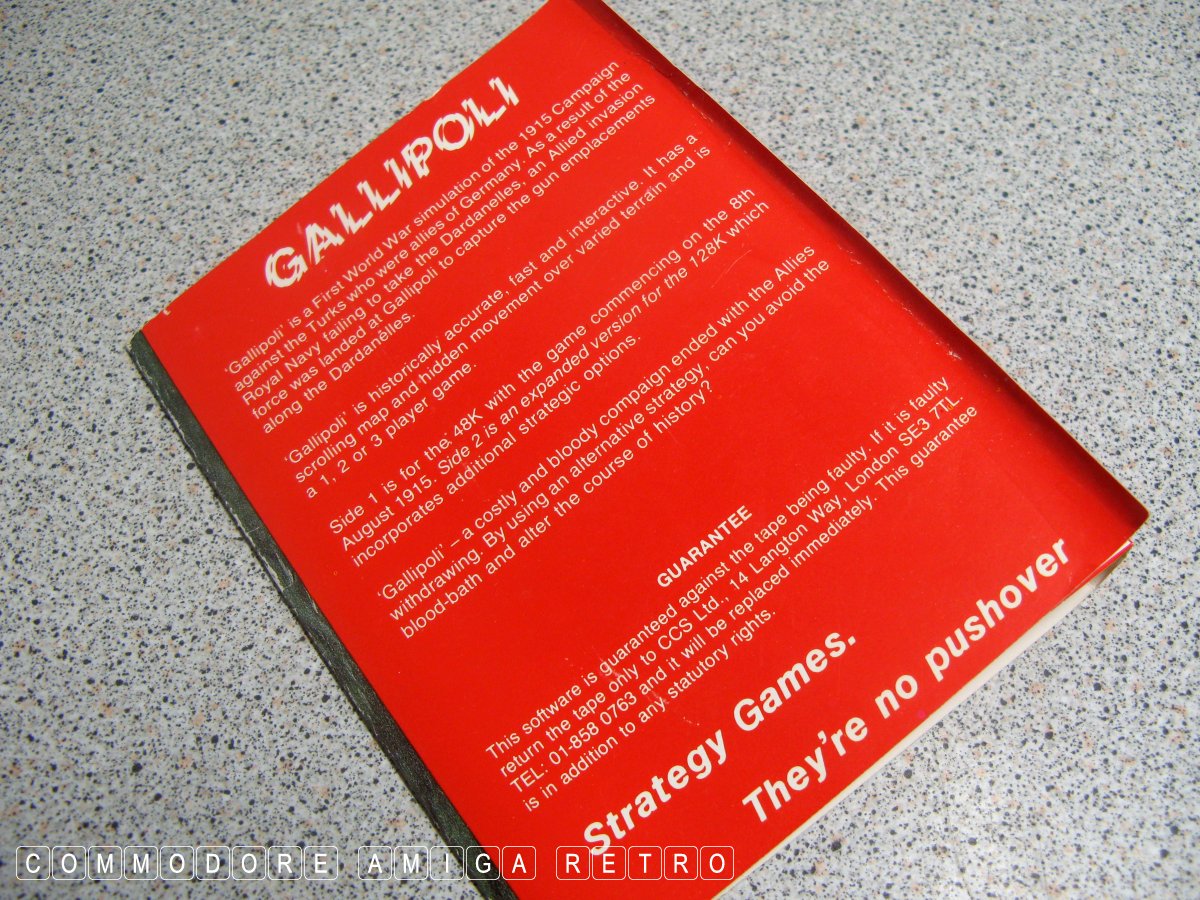 GALLIPOLI
'Gallipoli' is a First World War simulation of the 1915 Campaign
against the Turks who were allies of Germany. As a result of the
Royal Navy failing to take the Dardanelles, an Allied invasion
force was landed at Gallipoli to capture the gun emplacements
along the Dardanelles.
'Gallipoli' is historically accurate, fast and interactive. It has a
scrolling map and hidden movement over varied terrain and is
a 1, 2 or 3 player game.
Side 1 is for the 48K with the game commencing on the 8th
August 1915. Side 2 is an expanded version for the 128K which
incorporates additional strategic options.
'Gallipoli' – a costly and bloody compaign ended with the Allies
withdrawing. By using an alternative strategy, can you avoid the
blood-bath and alter the course of history?
GUARANTEE
This software is guaranteed against the tape being faulty. If it is faulty
return the tape only to CCS Ltd., 14 Langton Way, London SE3 7TL.
TEL: 01-858 0763 and it will be replaced immediately. This guarantee
is in addition to any statutory rights.
Strategy Games.
They're no pushover
COMMODORE AMIGA RETRO